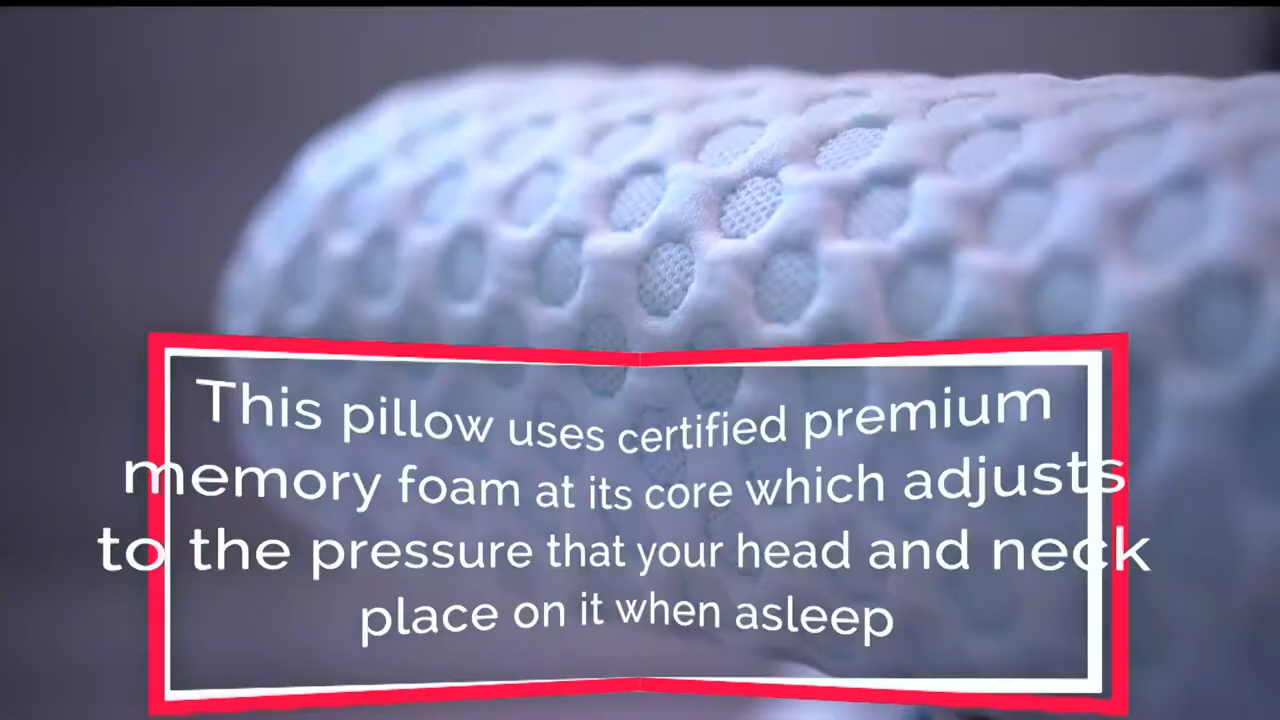 This pillow uses certified premium
memory foam at its core which adjusts
to the pressure that your head and neck
place on it when asleep